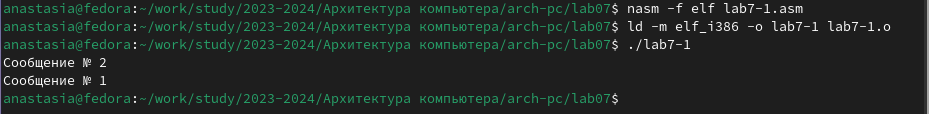 anastasia@fedora:~/work/study/2023-2024/Архитектура компьютера/arch-pc/lab07$ nasm -f elf lab7-1.asm
anastasia@fedora:~/work/study/2023-2024/Архитектура компьютера/arch-pc/lab07$ ld -m elf_i386 -o lab7-1 lab7-1.o
anastasia@fedora:~/work/study/2023-2024/Архитектура компьютера/arch-pc/lab07$ ./lab7-1
Сообщение № 2
Сообщение № 1
anastasia@fedora:~/work/study/2023-2024/Архитектура компьютера/arch-pc/lab07$